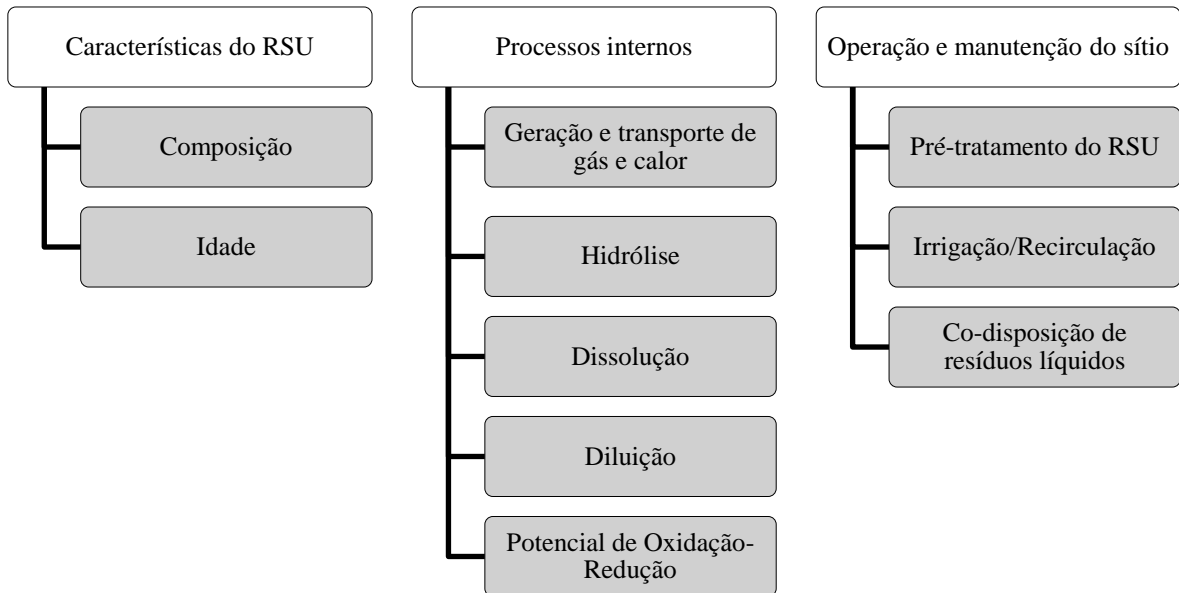 Características do RSU
Composição
Idade
Processos internos
Geração e transporte de
gás e calor
Hidrólise
Dissolução
Diluição
Potencial de Oxidação-
Redução
Operação e manutenção do sítio
Pré-tratamento do RSU
Irrigação/Recirculação
Co-disposição de
resíduos líquidos